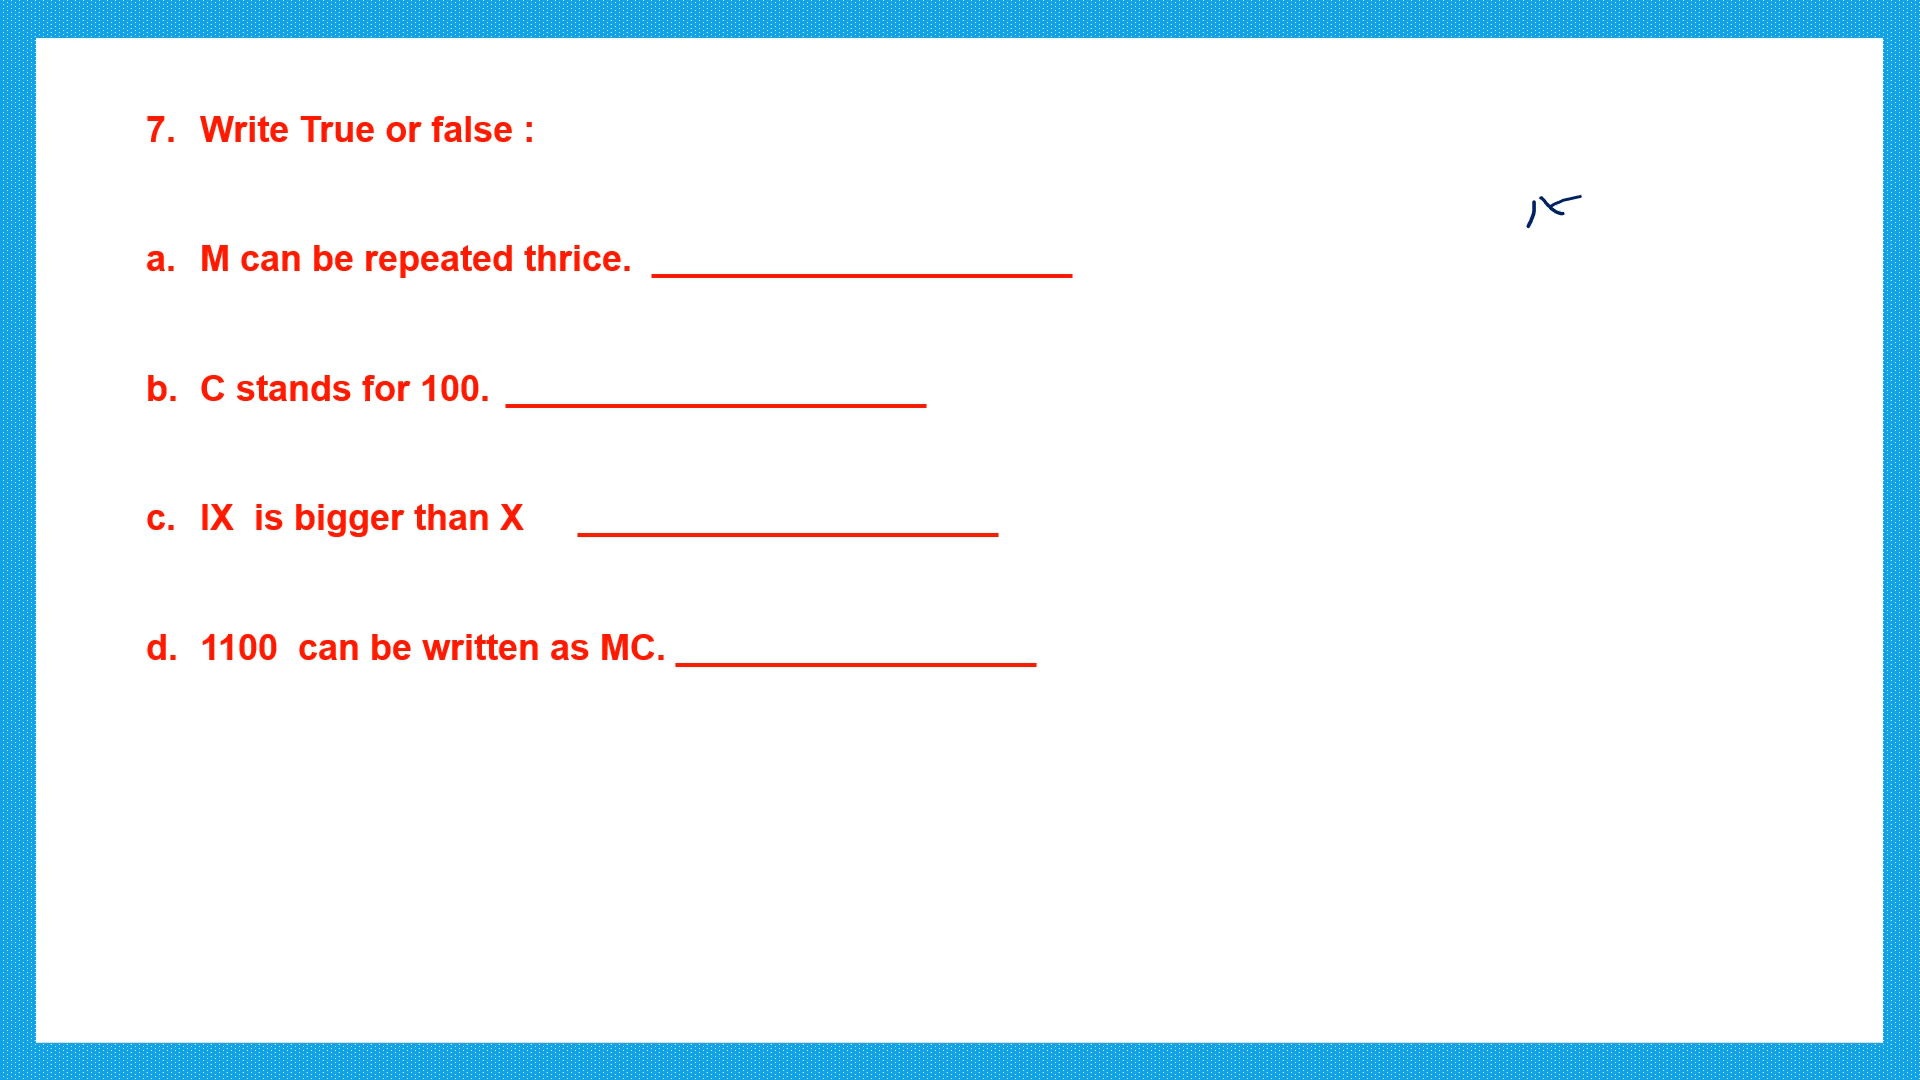 7. Write True or false :
a. M can be repeated thrice. ____________________
b. C stands for 100. ____________________
c. IX is bigger than X ____________________
d. 1100 can be written as MC. _________________